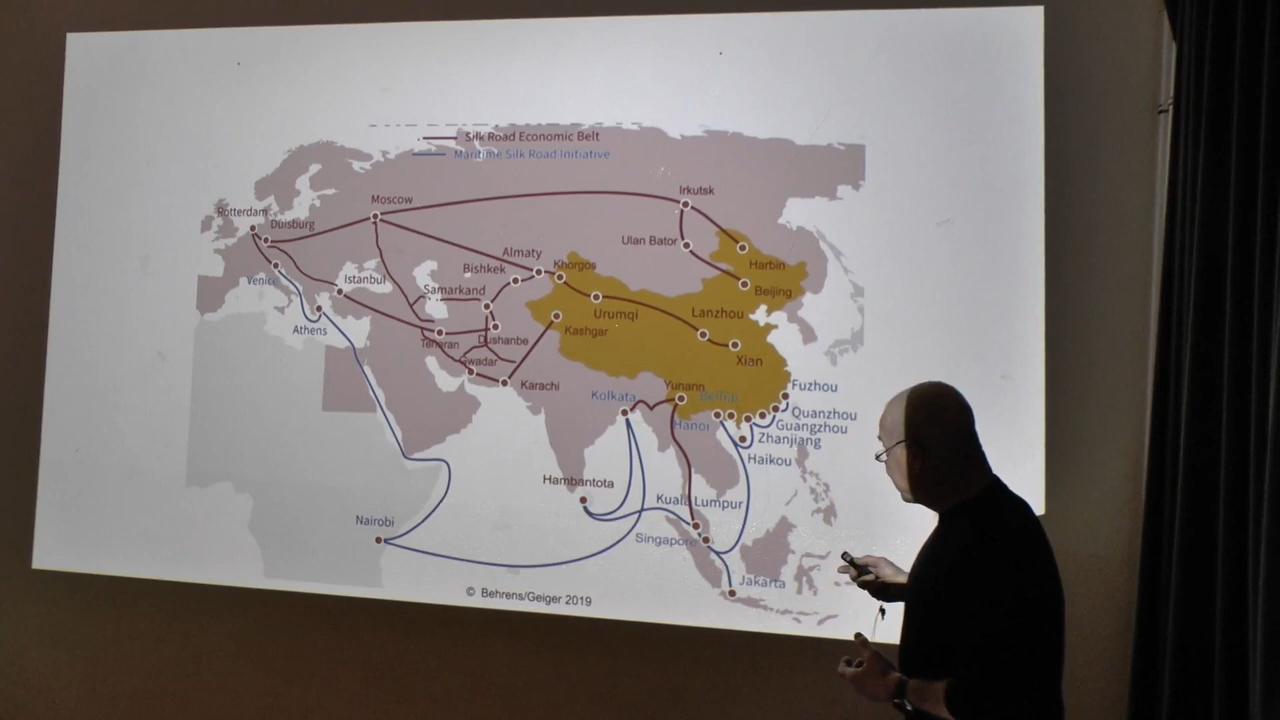 Silk Road Economic Belt
Maritime Silk Road Initiative
Irkutsk
Moscow
Rotterdam
Duisburg
Ulan Bator
Almaty
Khorgos
Harbin
Bishkek
Venice
Istanbul
Samarkand
Beijing
Urumqi
Lanzhou
Athens
Kashgar
Teheran
Dushanbe
Gwadar
Xian
Karachi
Yunann
Fuzhou
Kolkata
Quanzhou
Hanoi
Guangzhou
Zhanjiang
Haikou
Hambantota
Kuala Lumpur
Nairobi
Singapore
Jakarta
© Behrens/Geiger 2019